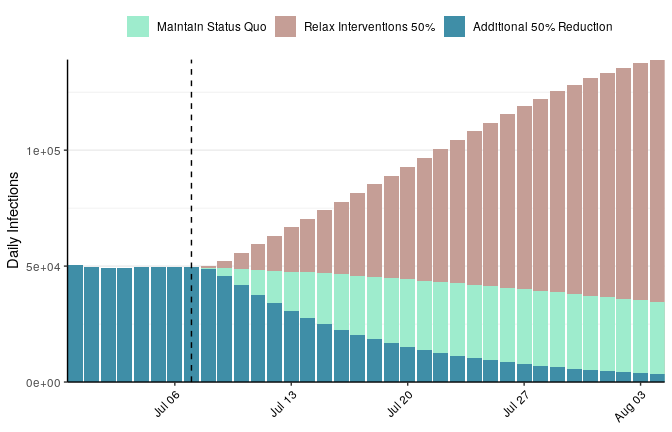 Maintain Status Quo Relax Interventions 50% Additional 50% Reduction
Daily Infections
1e+05
5e+04
0e+00
Jul 06 Jul 13 Jul 20 Jul 27 Aug 03